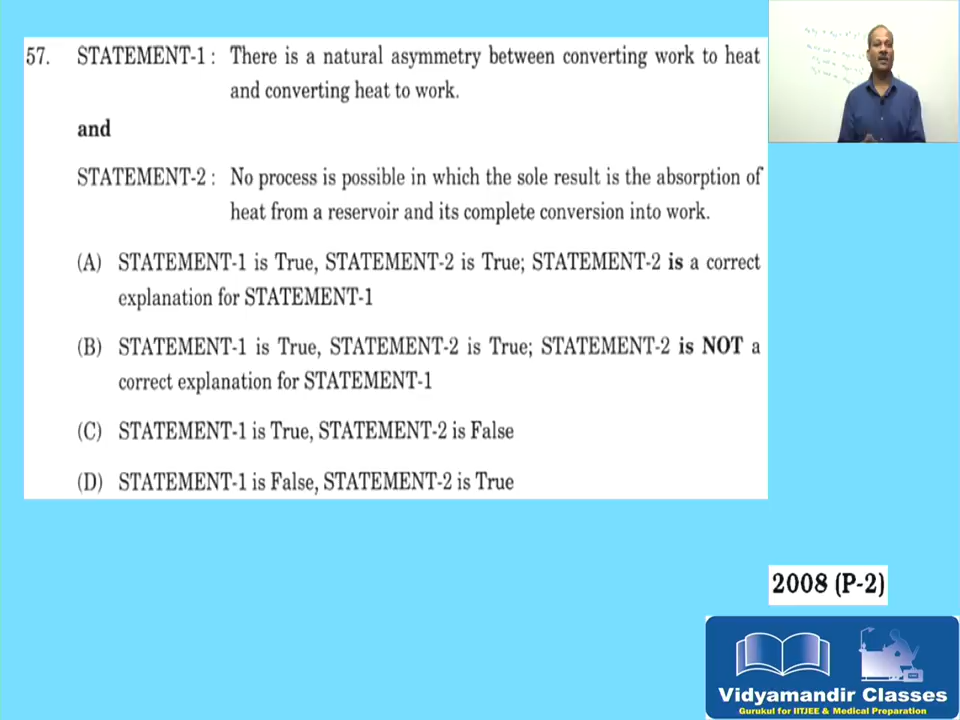 57. STATEMENT-1 : There is a natural asymmetry between converting work to heat
and converting heat to work.
and
STATEMENT-2 : No process is possible in which the sole result is the absorption of
heat from a reservoir and its complete conversion into work.
(A) STATEMENT-1 is True, STATEMENT-2 is True; STATEMENT-2 is a correct
explanation for STATEMENT-1
(B) STATEMENT-1 is True, STATEMENT-2 is True; STATEMENT-2 is NOT a
correct explanation for STATEMENT-1
(C) STATEMENT-1 is True, STATEMENT-2 is False
(D) STATEMENT-1 is False, STATEMENT-2 is True
2008 (P-2)
Vidyamandir Classes
Gurukul for IITJEE & Medical Preparation